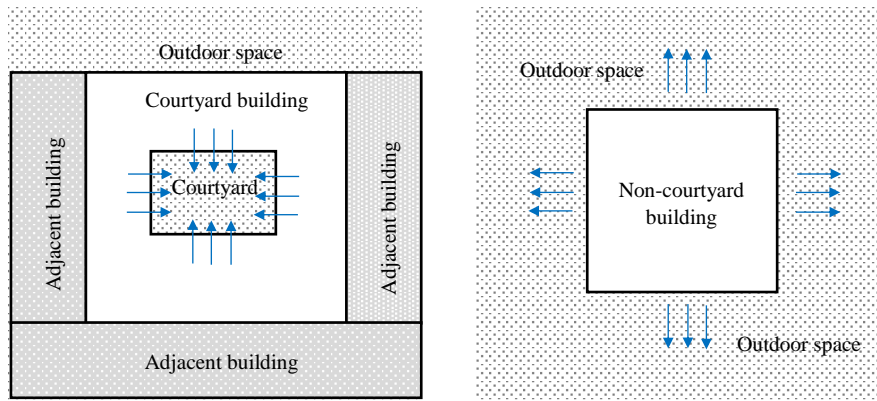 Outdoor space
Courtyard building
Courtyard
Adjacent building
Adjacent building
Adjacent building
Outdoor space
Non-courtyard
building
Outdoor space